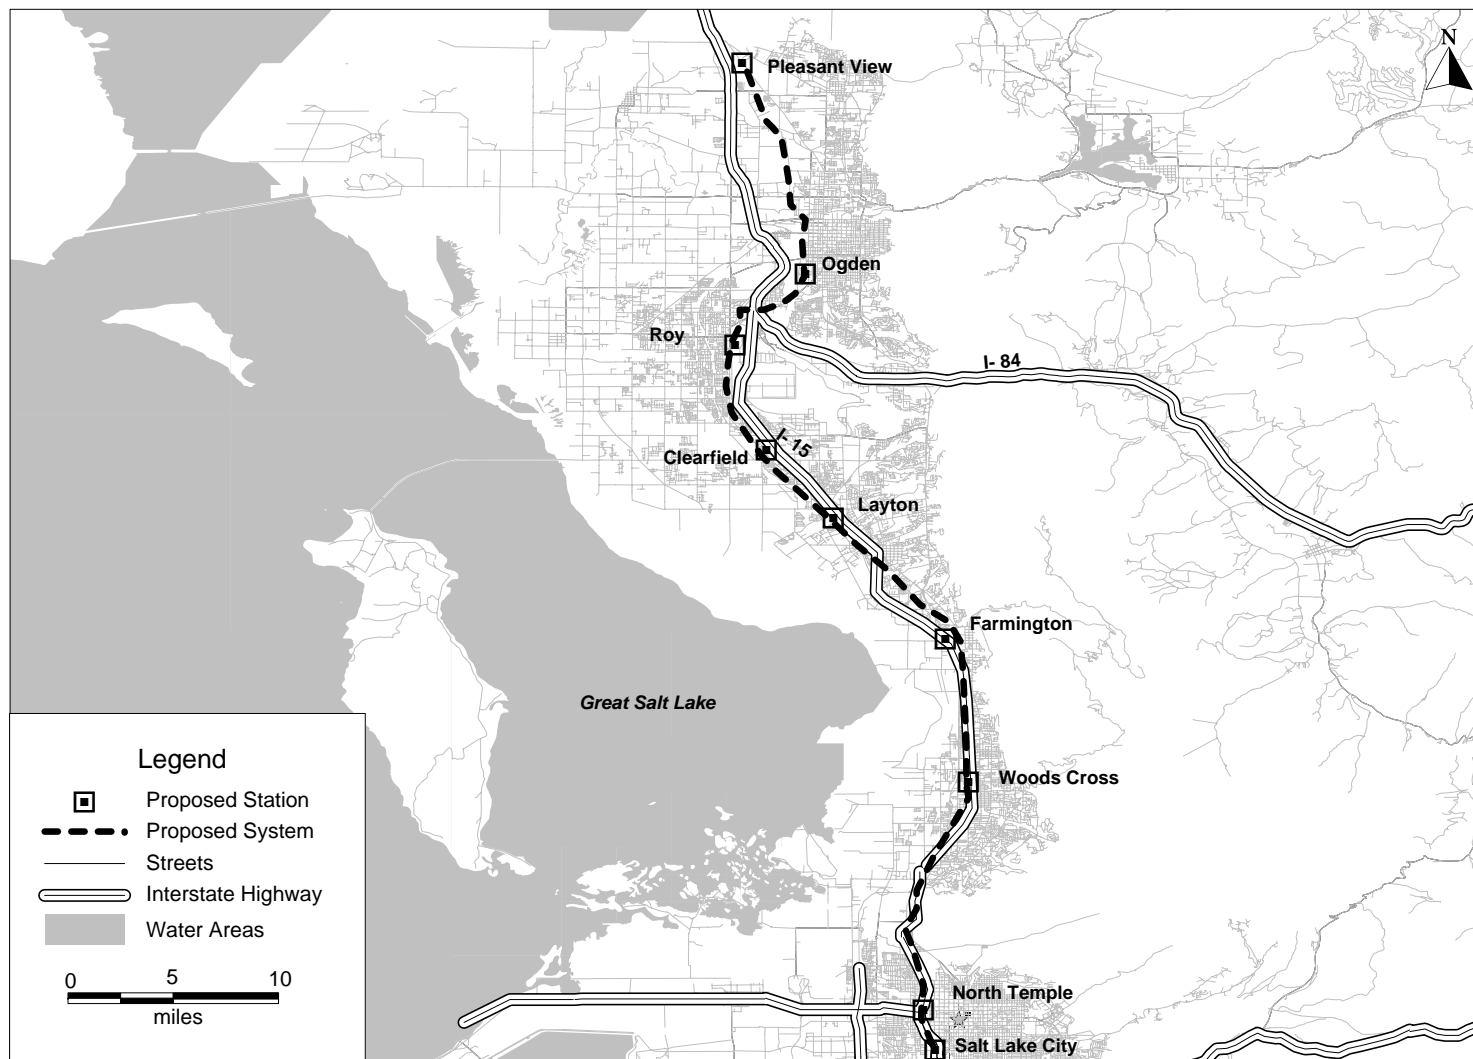 N
Pleasant View
Ogden
Roy
I- 84
I- 15
Clearfield
Layton
Farmington
Great Salt Lake
Woods Cross
North Temple
Salt Lake City
Legend
Proposed Station
Proposed System
Streets
Interstate Highway
Water Areas
0 5 10
miles